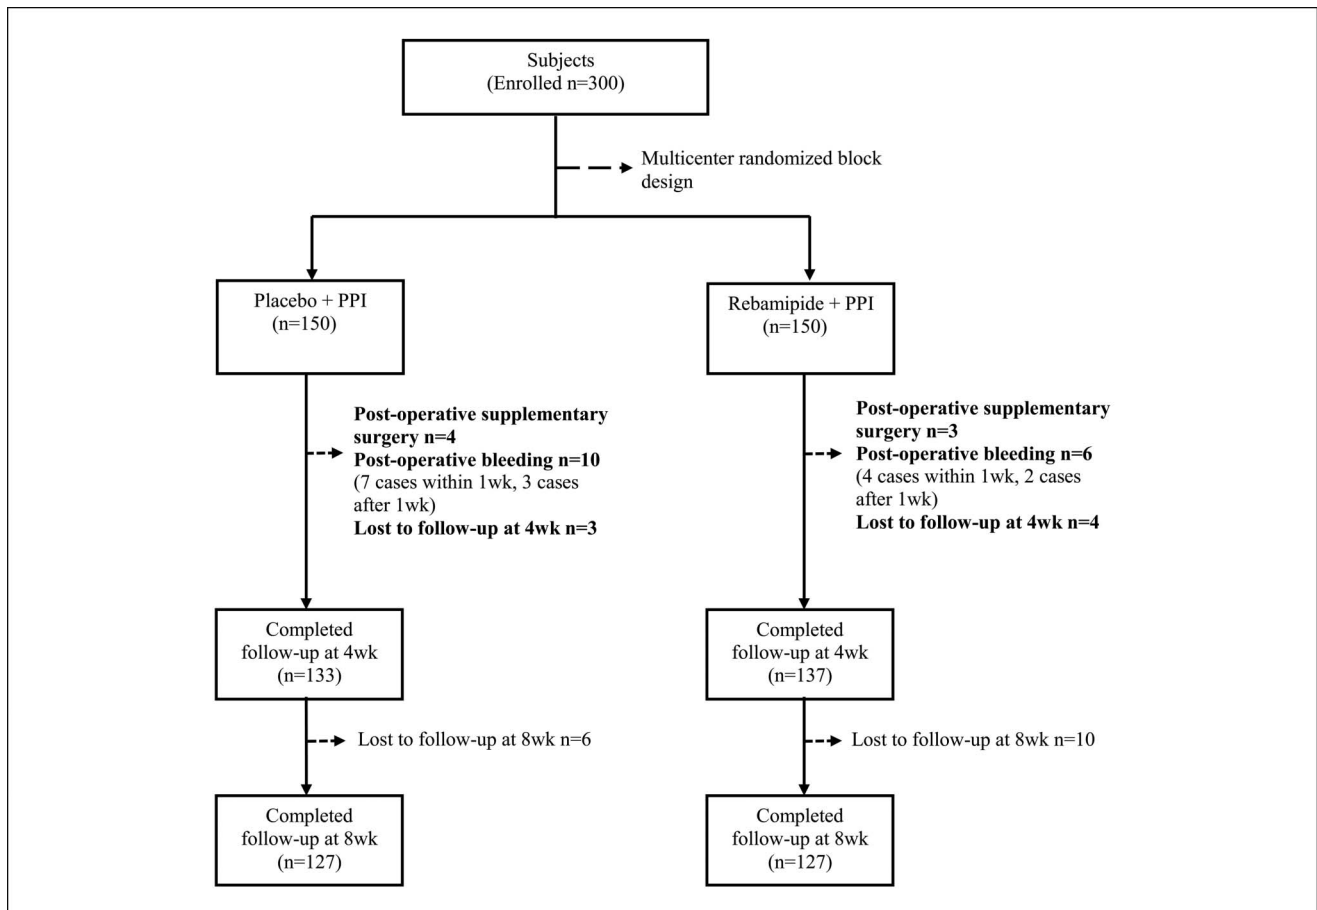 Subjects
(Enrolled n=300)
Multicenter randomized block
design
Placebo + PPI
(n=150)
Rebamipide + PPI
(n=150)
Post-operative supplementary
surgery n=4
Post-operative bleeding n=10
(7 cases within 1wk, 3 cases
after 1wk)
Lost to follow-up at 4wk n=3
Post-operative supplementary
surgery n=3
Post-operative bleeding n=6
(4 cases within 1wk, 2 cases
after 1wk)
Lost to follow-up at 4wk n=4
Completed
follow-up at 4wk
(n=133)
Completed
follow-up at 4wk
(n=137)
Lost to follow-up at 8wk n=6
Lost to follow-up at 8wk n=10
Completed
follow-up at 8wk
(n=127)
Completed
follow-up at 8wk
(n=127)